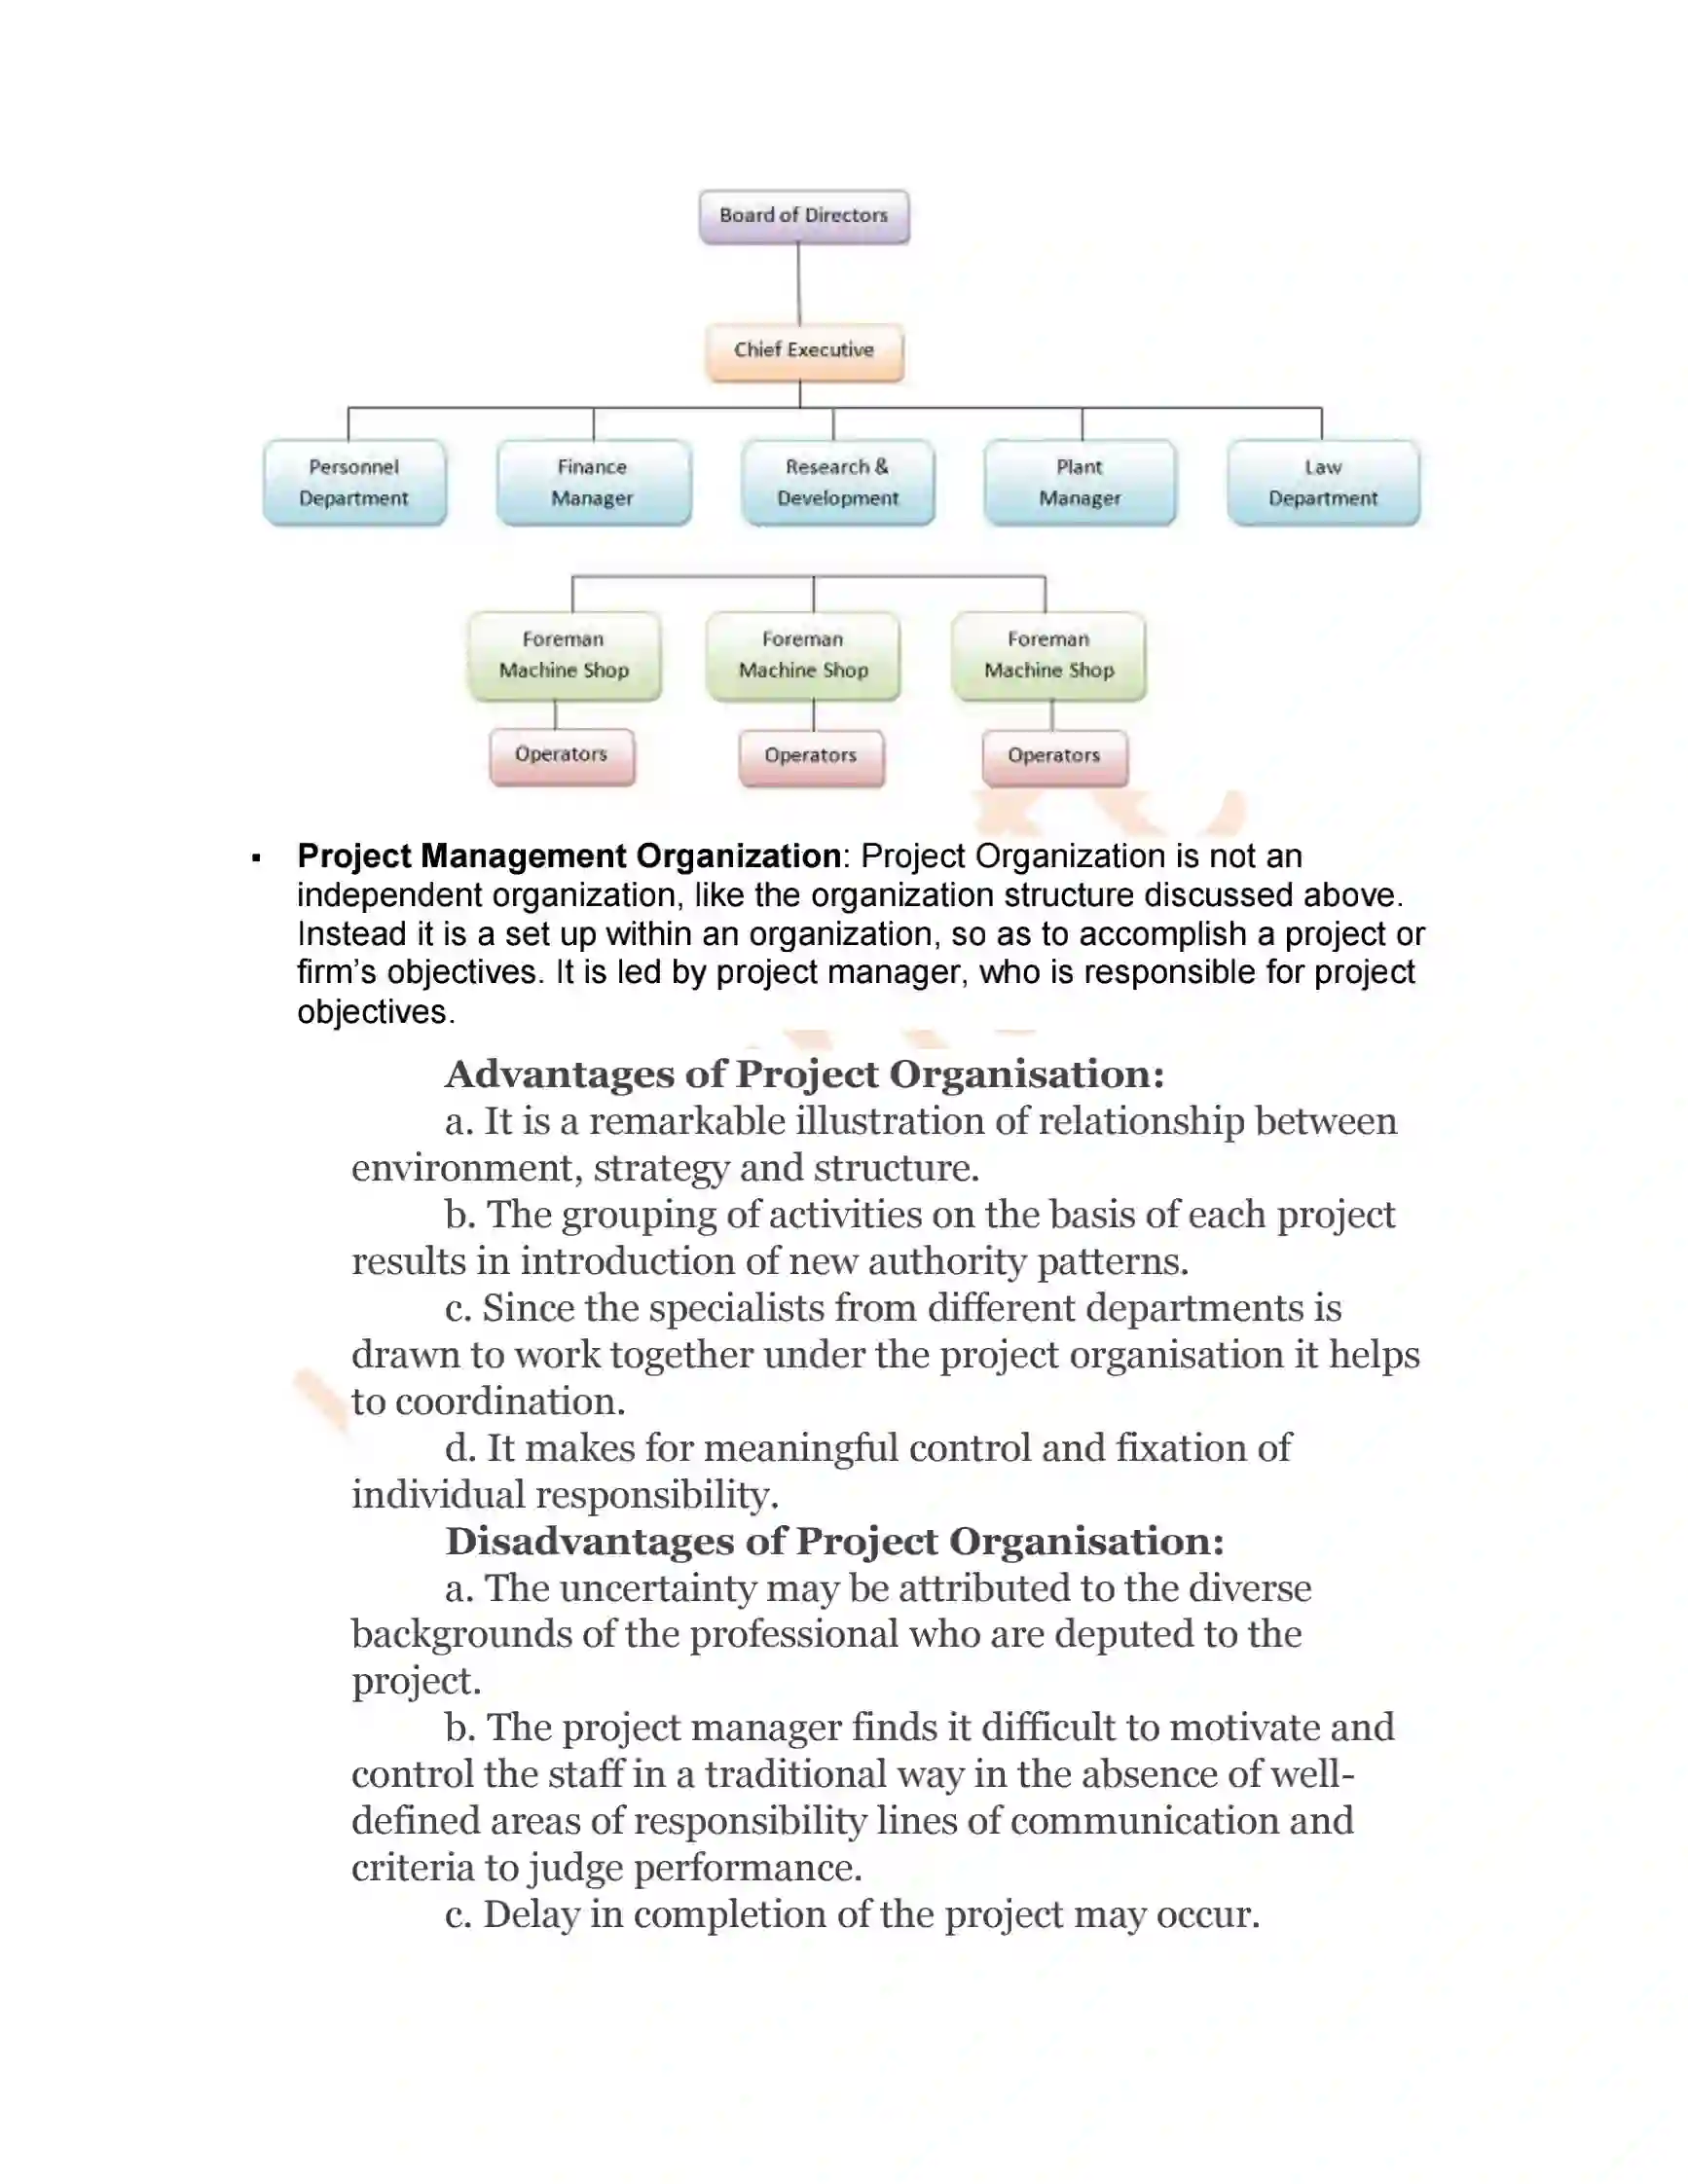 Board of Directors
Chief Executive
Personnel
Department
Finance
Manager
Research &
Development
Plant
Manager
Law
Department
Foreman
Machine Shop
Foreman
Machine Shop
Foreman
Machine Shop
Operators
Operators
Operators
▪ Project Management Organization: Project Organization is not an
independent organization, like the organization structure discussed above.
Instead it is a set up within an organization, so as to accomplish a project or
firm’s objectives. It is led by project manager, who is responsible for project
objectives.
Advantages of Project Organisation:
a. It is a remarkable illustration of relationship between
environment, strategy and structure.
b. The grouping of activities on the basis of each project
results in introduction of new authority patterns.
c. Since the specialists from different departments is
drawn to work together under the project organisation it helps
to coordination.
d. It makes for meaningful control and fixation of
individual responsibility.
Disadvantages of Project Organisation:
a. The uncertainty may be attributed to the diverse
backgrounds of the professional who are deputed to the
project.
b. The project manager finds it difficult to motivate and
control the staff in a traditional way in the absence of well-
defined areas of responsibility lines of communication and
criteria to judge performance.
c. Delay in completion of the project may occur.